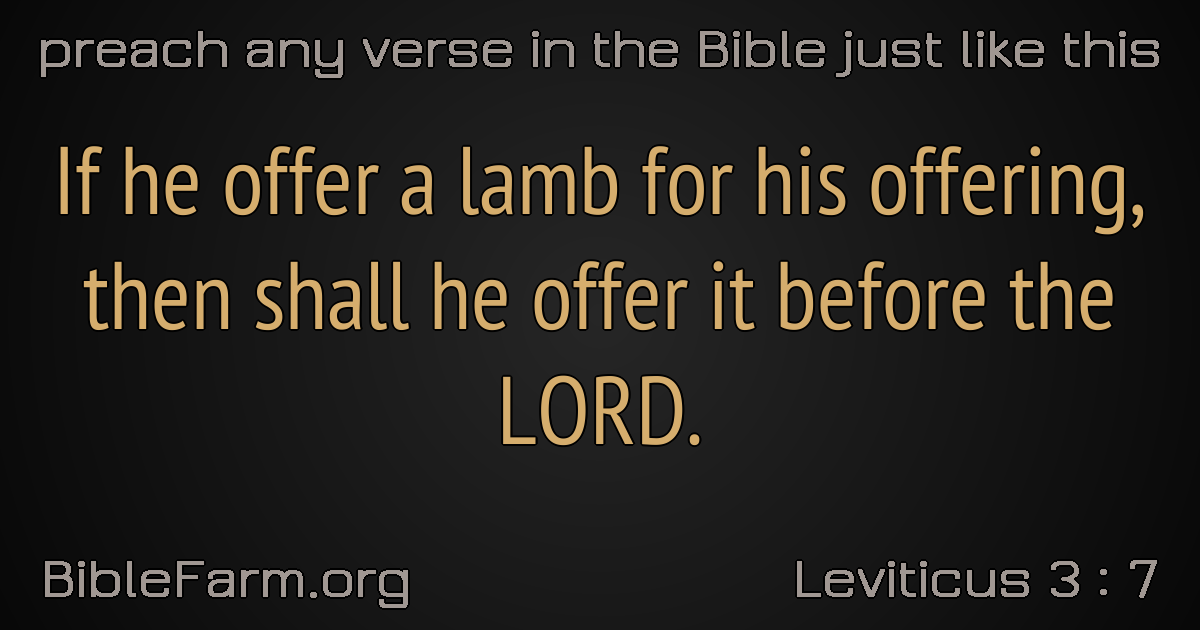 preach any verse in the Bible just like this
If he offer a lamb for his offering,
then shall he offer it before the
LORD.
BibleFarm.org
Leviticus 3 : 7